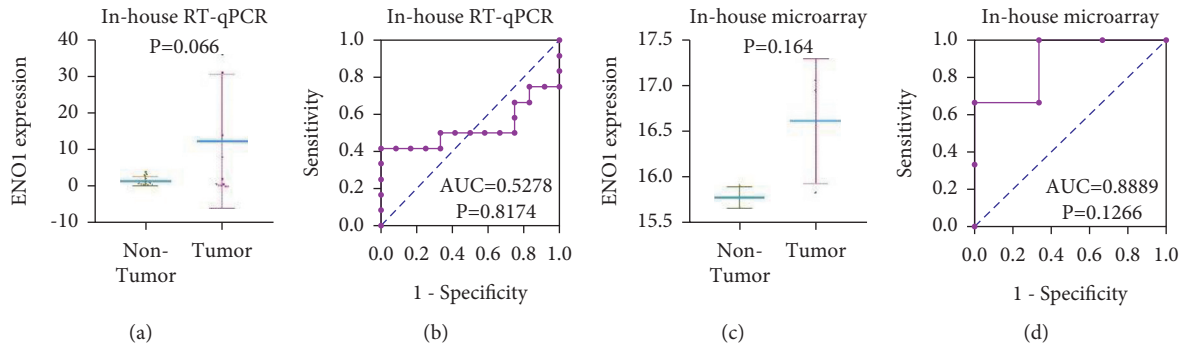 In-house RT-qPCR
P=0.066
ENO1 expression
40
30
20
10
0
-10
Non-
Tumor
Tumor
(a)
In-house RT-qPCR
Sensitivity
1.0
0.8
0.6
0.4
0.2
0.0
AUC=0.5278
P=0.8174
0.0 0.2 0.4 0.6 0.8 1.0
1 - Specificity
(b)
In-house microarray
P=0.164
ENO1 expression
17.5
17.0
16.5
16.0
15.5
Non-
Tumor
Tumor
(c)
In-house microarray
Sensitivity
1.0
0.8
0.6
0.4
0.2
0.0
AUC=0.8889
P=0.1266
0.0 0.2 0.4 0.6 0.8 1.0
1 - Specificity
(d)